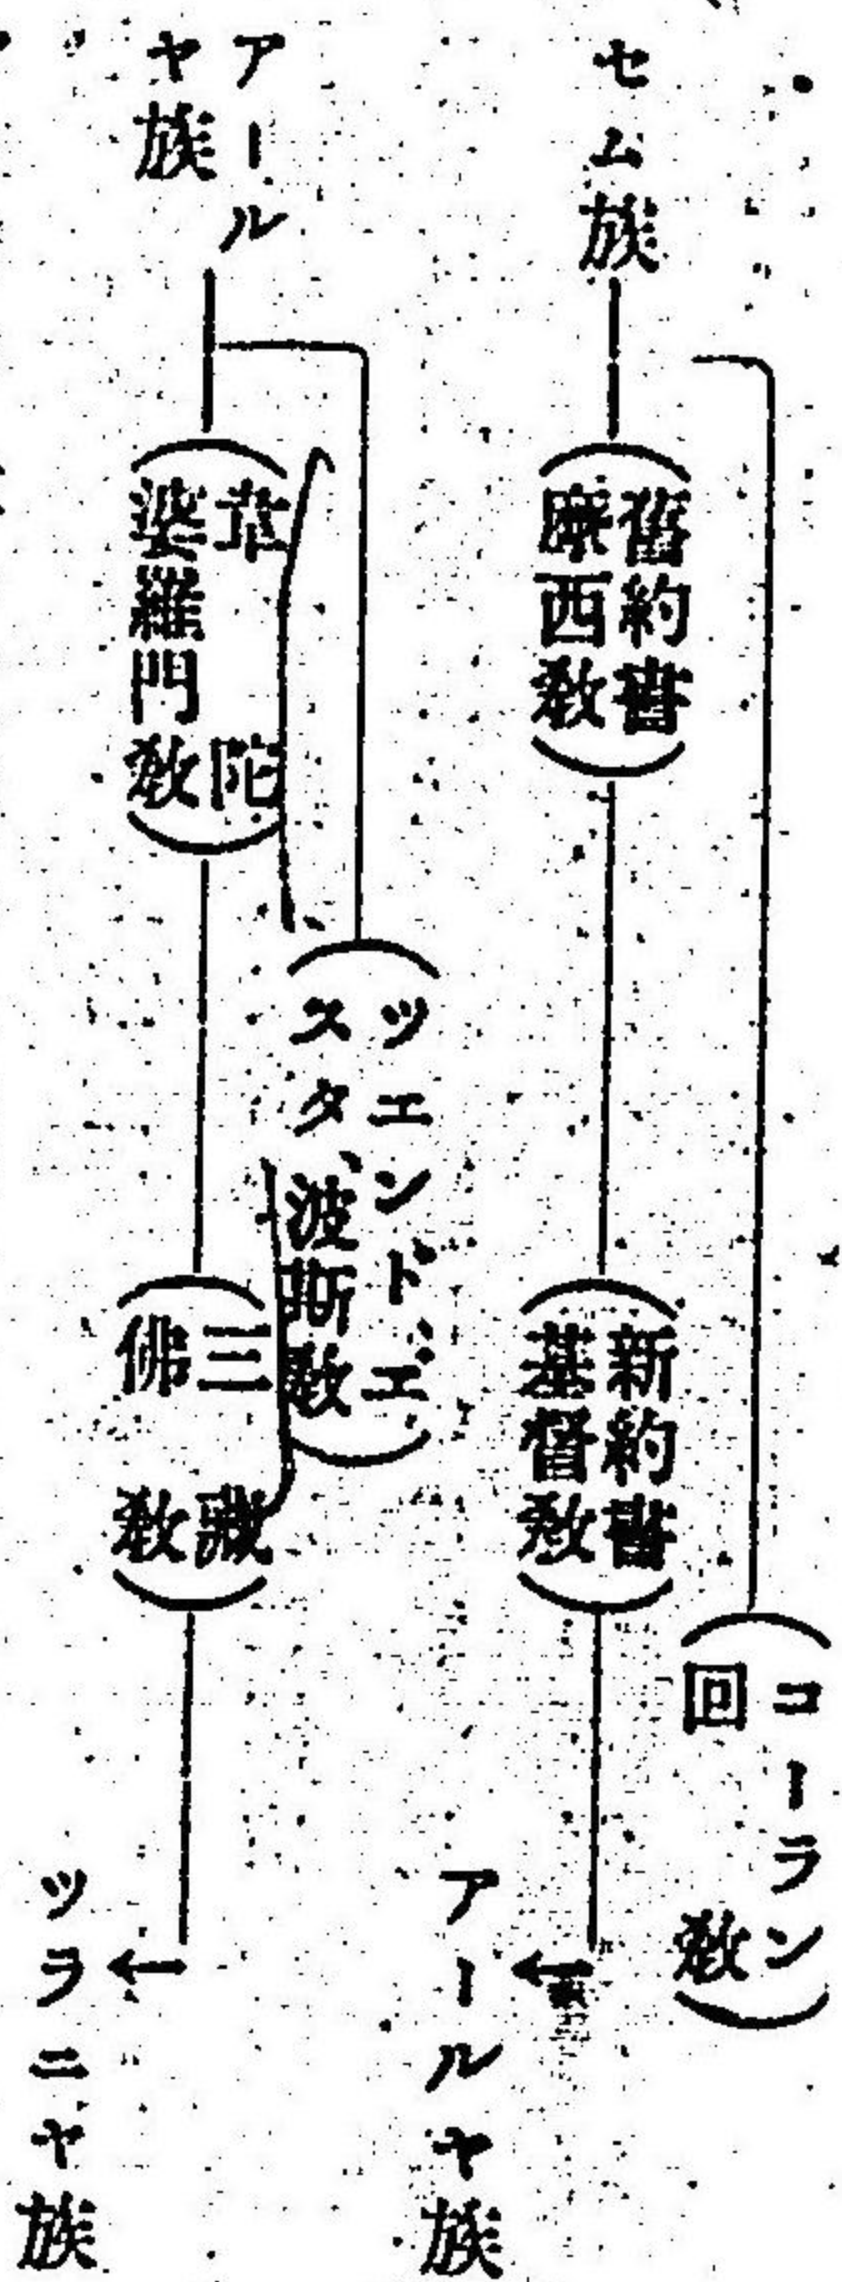 セム族
(舊約書
摩西教)
(新約書
基督教)
アールヤ族
(コーラン
回教)
アール
ヤ族
(韋陀
婆羅門教)
(ツエンドエ
スタ、波斯教)
(三藏
佛教)
ツラニヤ族